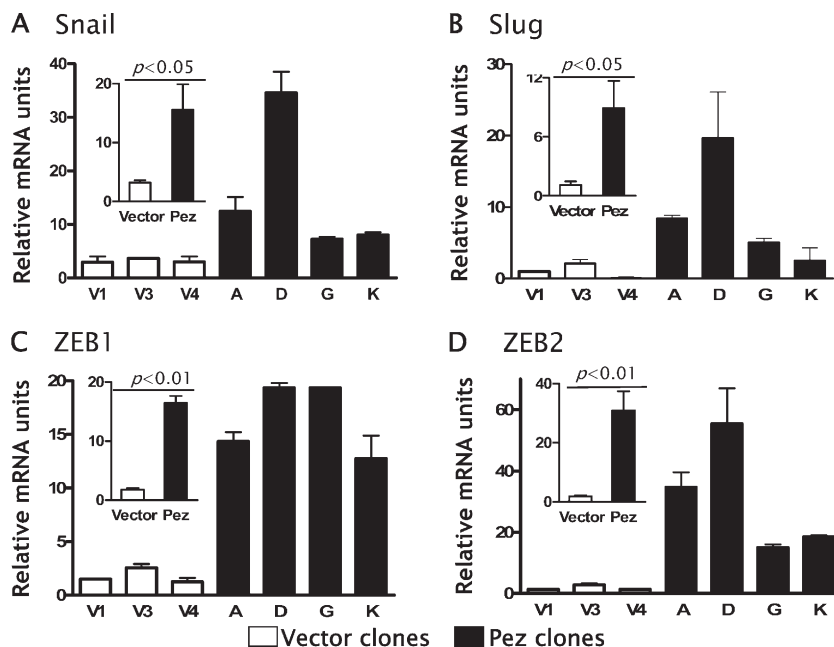 A Snail
Relative mRNA units
40
30
20
10
0
p<0.05
20
10
0
Vector Pez
V1 V3 V4 A D G K
B Slug
Relative mRNA units
30
20
10
0
p<0.05
12
6
0
Vector Pez
V1 V3 V4 A D G K
C ZEB1
Relative mRNA units
20
15
10
5
0
p<0.01
20
10
0
Vector Pez
V1 V3 V4 A D G K
D ZEB2
Relative mRNA units
60
40
20
0
p<0.01
40
20
0
Vector Pez
V1 V3 V4 A D G K
Vector clones Pez clones